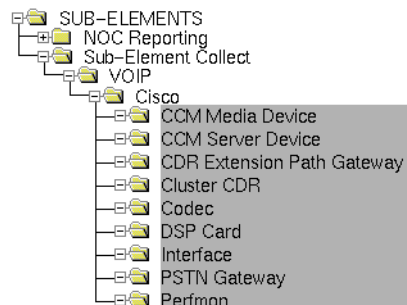 SUB-ELEMENTS
NOC Reporting
Sub-Element Collect
VOIP
Cisco
CCM Media Device
CCM Server Device
CDR Extension Path Gateway
Cluster CDR
Codec
DSP Card
Interface
PSTN Gateway
Perfmon